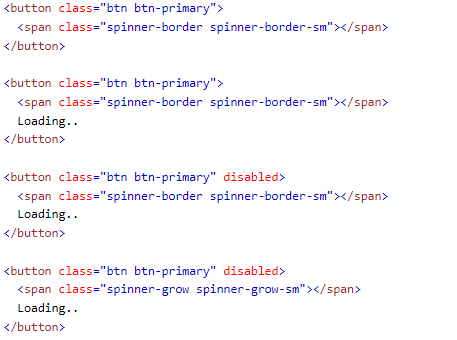 <button class="btn btn-primary">
  <span class="spinner-border spinner-border-sm"></span>
</button>

<button class="btn btn-primary">
  <span class="spinner-border spinner-border-sm"></span>
  Loading..
</button>

<button class="btn btn-primary" disabled>
  <span class="spinner-border spinner-border-sm"></span>
  Loading..
</button>

<button class="btn btn-primary" disabled>
  <span class="spinner-grow spinner-grow-sm"></span>
  Loading..
</button>